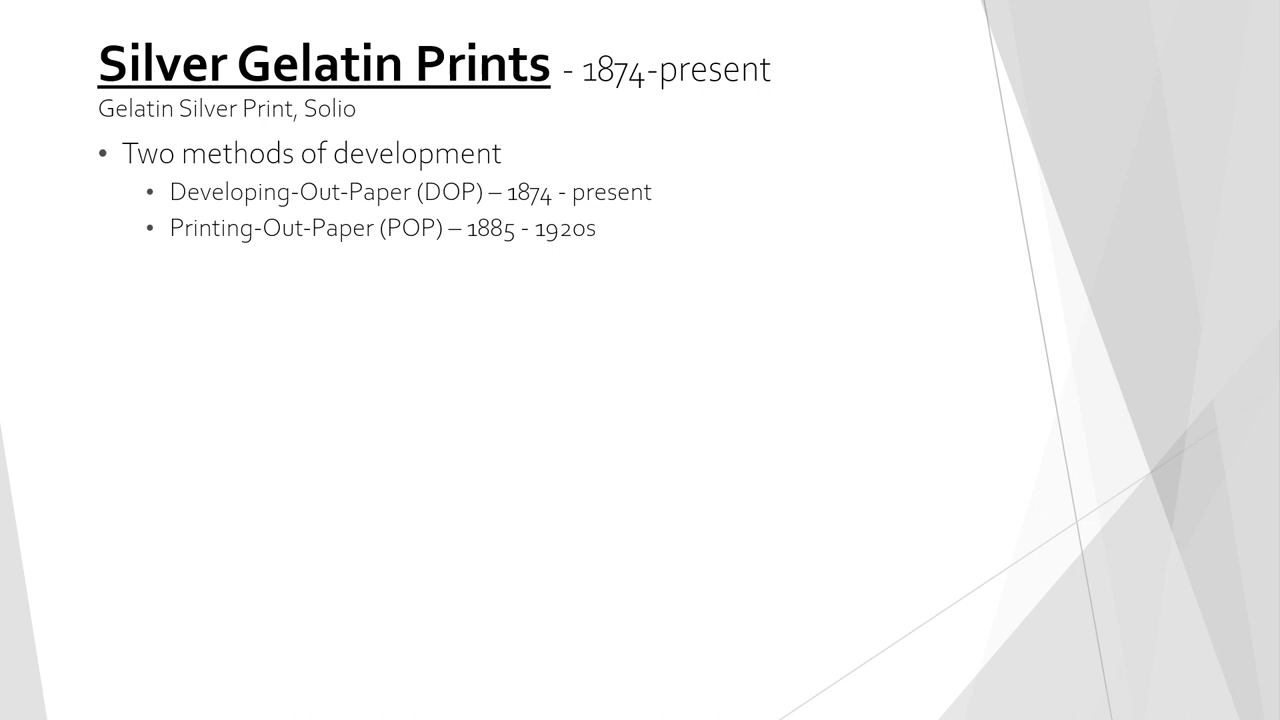 Silver Gelatin Prints - 1874-present
Gelatin Silver Print, Solio
• Two methods of development
• Developing-Out-Paper (DOP) – 1874 - present
• Printing-Out-Paper (POP) – 1885 - 1920s